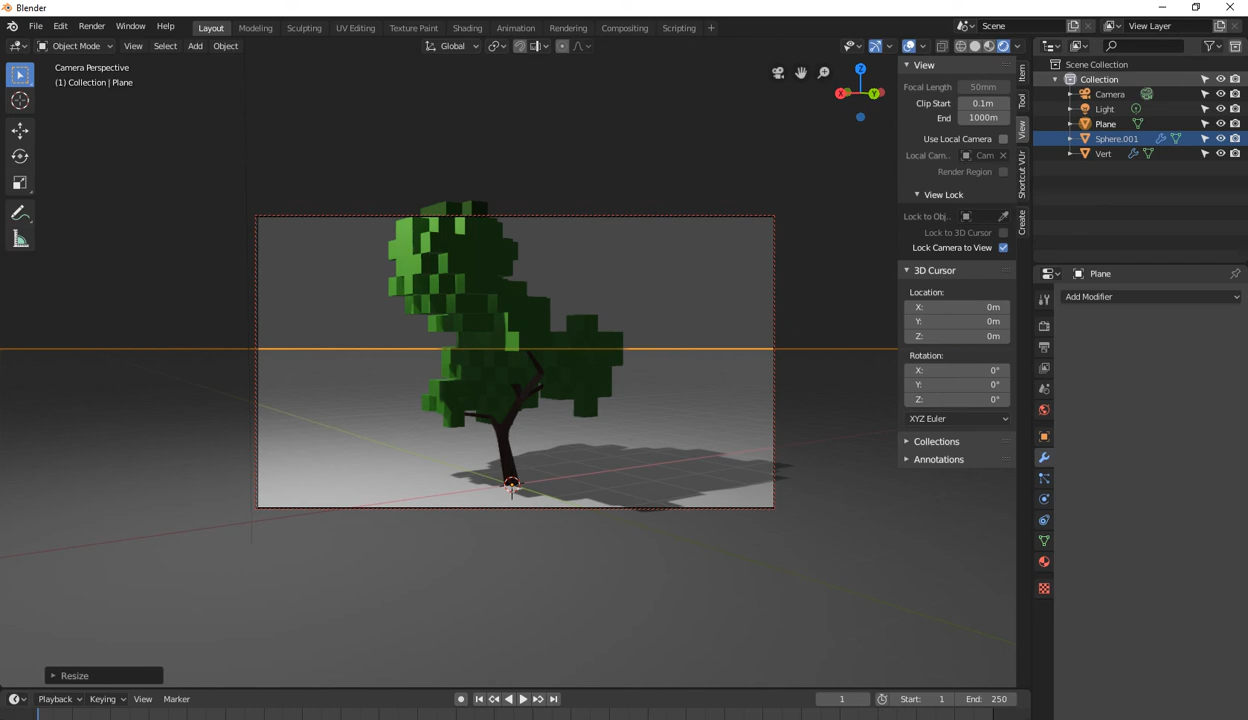 Blender
File Edit Render Window Help
Layout Modeling Sculpting UV Editing Texture Paint Shading Animation Rendering Compositing Scripting +
Scene
View Layer
Object Mode View Select Add Object
Global
Camera Perspective
(1) Collection | Plane
X Y Z
View
Focal Length 50mm
Clip Start 0.1m
End 1000m
Use Local Camera
Local Cam... Cam
Render Region
View Lock
Lock to Obj..
Lock to 3D Cursor
Lock Camera to View
3D Cursor
Location:
X: 0m
Y: 0m
Z: 0m
Rotation:
X: 0°
Y: 0°
Z: 0°
XYZ Euler
Collections
Annotations
Item
Tool
View
Shortcut VUr
Create
Scene Collection
Collection
Camera
Light
Plane
Sphere.001
Vert
Plane
Add Modifier
Resize
Playback Keying View Marker
1
Start: 1
End: 250